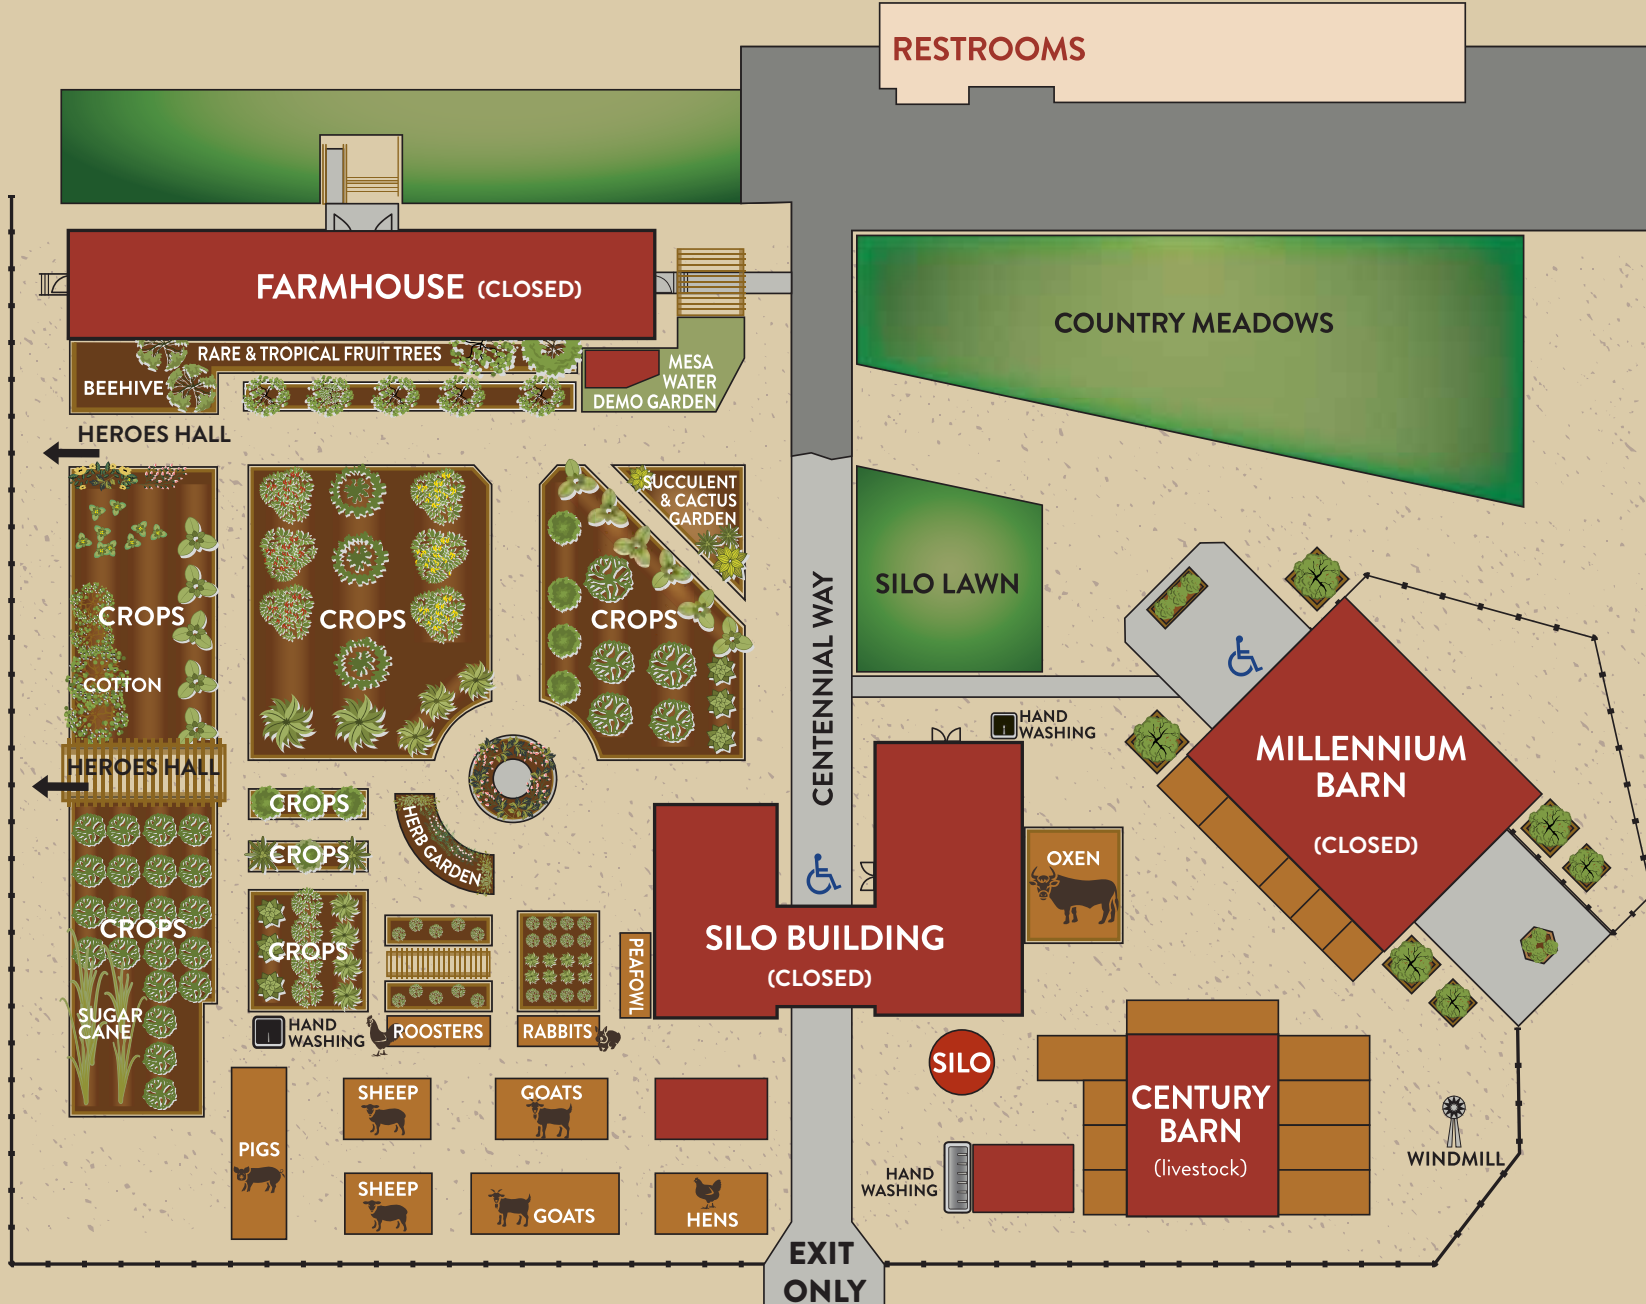 RESTROOMS
FARMHOUSE (CLOSED)
COUNTRY MEADOWS
RARE & TROPICAL FRUIT TREES
BEEHIVE
MESA
WATER
DEMO GARDEN
HEROES HALL
SUCCULENT
& CACTUS
GARDEN
SILO LAWN
CROPS
CROPS
CROPS
COTTON
CENTENNIAL WAY
HAND
WASHING
HEROES HALL
MILLENNIUM
BARN
(CLOSED)
CROPS
CROPS
HERB GARDEN
OXEN
CROPS
CROPS
PEAFOWL
SILO BUILDING
(CLOSED)
SUGAR
CANE
HAND
WASHING
ROOSTERS
RABBITS
SILO
SHEEP
GOATS
CENTURY
BARN
(livestock)
PIGS
WINDMILL
HAND
WASHING
SHEEP
GOATS
HENS
EXIT
ONLY